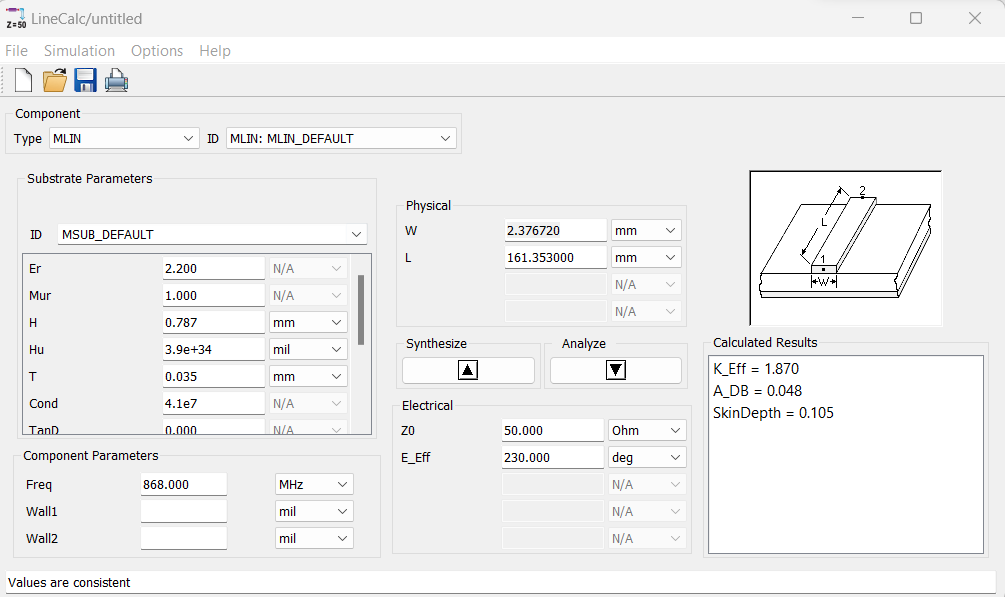 Z=50 LineCalc/untitled
File Simulation Options Help
Component
Type MLIN ID MLIN: MLIN_DEFAULT
Substrate Parameters
ID MSUB_DEFAULT
Er 2.200 N/A
Mur 1.000 N/A
H 0.787 mm
Hu 3.9e+34 mil
T 0.035 mm
Cond 4.1e7 N/A
TanD 0.000 N/A
Component Parameters
Freq 868.000 MHz
Wall1 mil
Wall2 mil
Physical
W 2.376720 mm
L 161.353000 mm
N/A
N/A
Synthesize Analyze
Electrical
Z0 50.000 Ohm
E_Eff 230.000 deg
N/A
N/A
N/A
2
L
1
W
Calculated Results
K_Eff = 1.870
A_DB = 0.048
SkinDepth = 0.105
Values are consistent